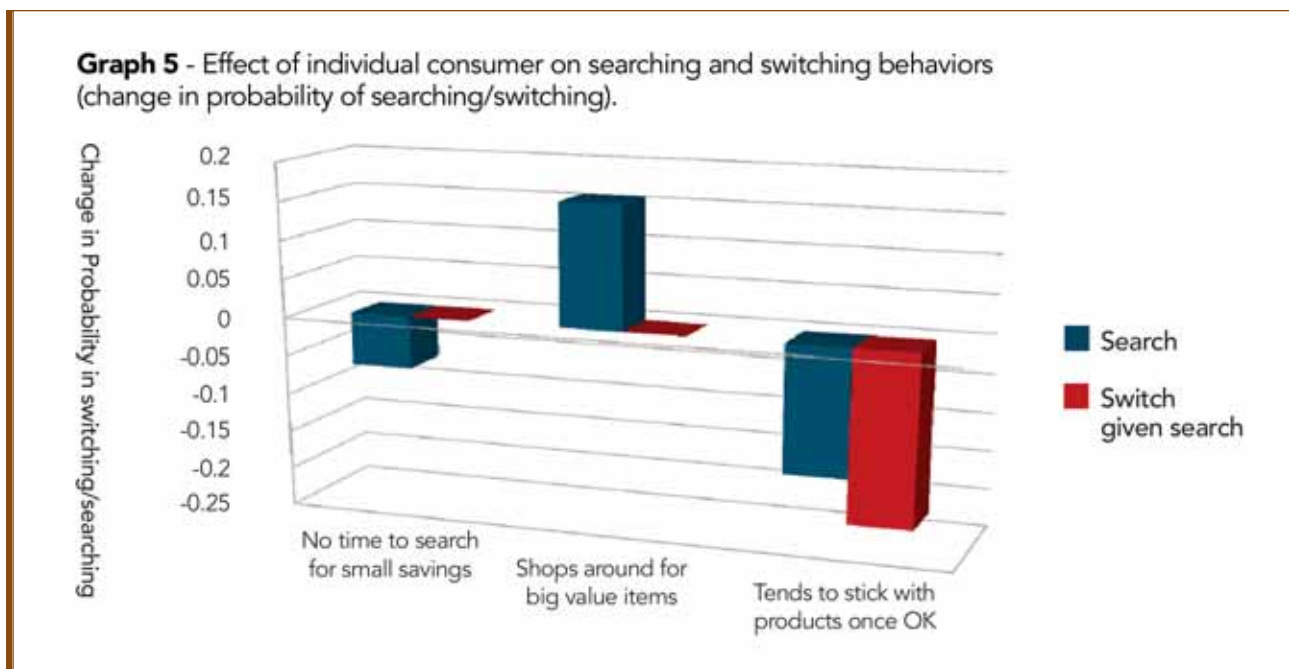 Graph 5 - Effect of individual consumer on searching and switching behaviors
(change in probability of searching/switching).
Change in Probability in switching/searching
0.2
0.15
0.1
0.05
0
-0.05
-0.1
-0.15
-0.2
-0.25
No time to search
for small savings
Shops around for
big value items
Tends to stick with
products once OK
Search
Switch
given search